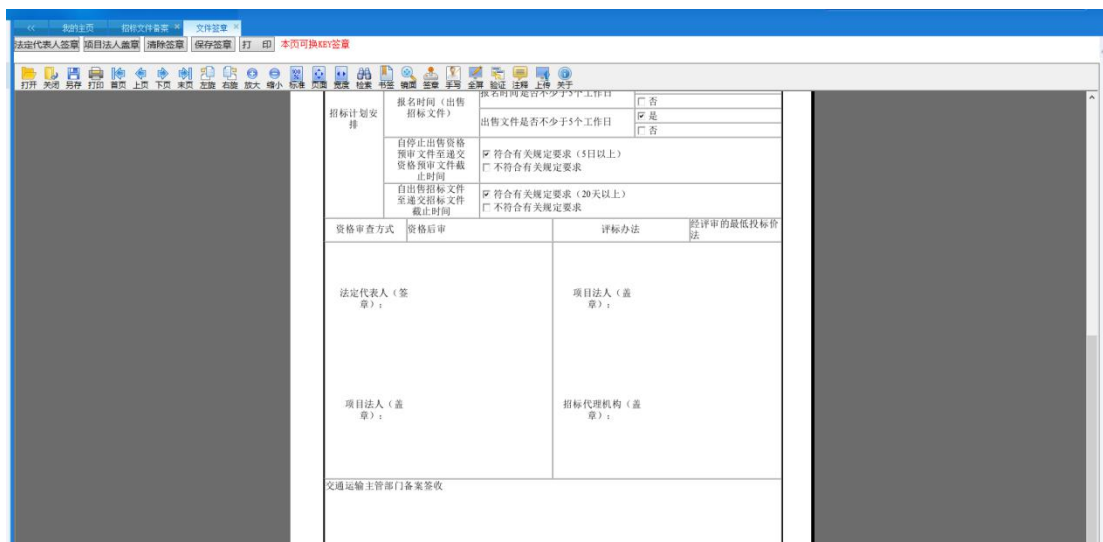 << 我的主页 招标文件备案 × 文件签章 ×
法定代表人签章 项目法人盖章 清除签章 保存签章 打 印 本页可换KEY签章
打开 关闭 另存 打印 首页 上页 下页 末页 左旋 右旋 放大 缩小 标准 页面 宽度 检索 书签 镜面 签章 手写 全屏 验证 注释 上传 关于
招标计划安
排
报名时间（出售
招标文件）
报名时间是否不少于5个工作日
否
出售文件是否不少于5个工作日
是
否
自停止出售资格
预审文件至递交
资格预审文件截
止时间
符合有关规定要求（5日以上）
不符合有关规定要求
自出售招标文件
至递交招标文件
截止时间
符合有关规定要求（20天以上）
不符合有关规定要求
资格审查方式 资格后审 评标办法 经评审的最低投标价
法
法定代表人（签
章）：
项目法人（盖
章）：
项目法人（盖
章）：
招标代理机构（盖
章）：
交通运输主管部门备案签收